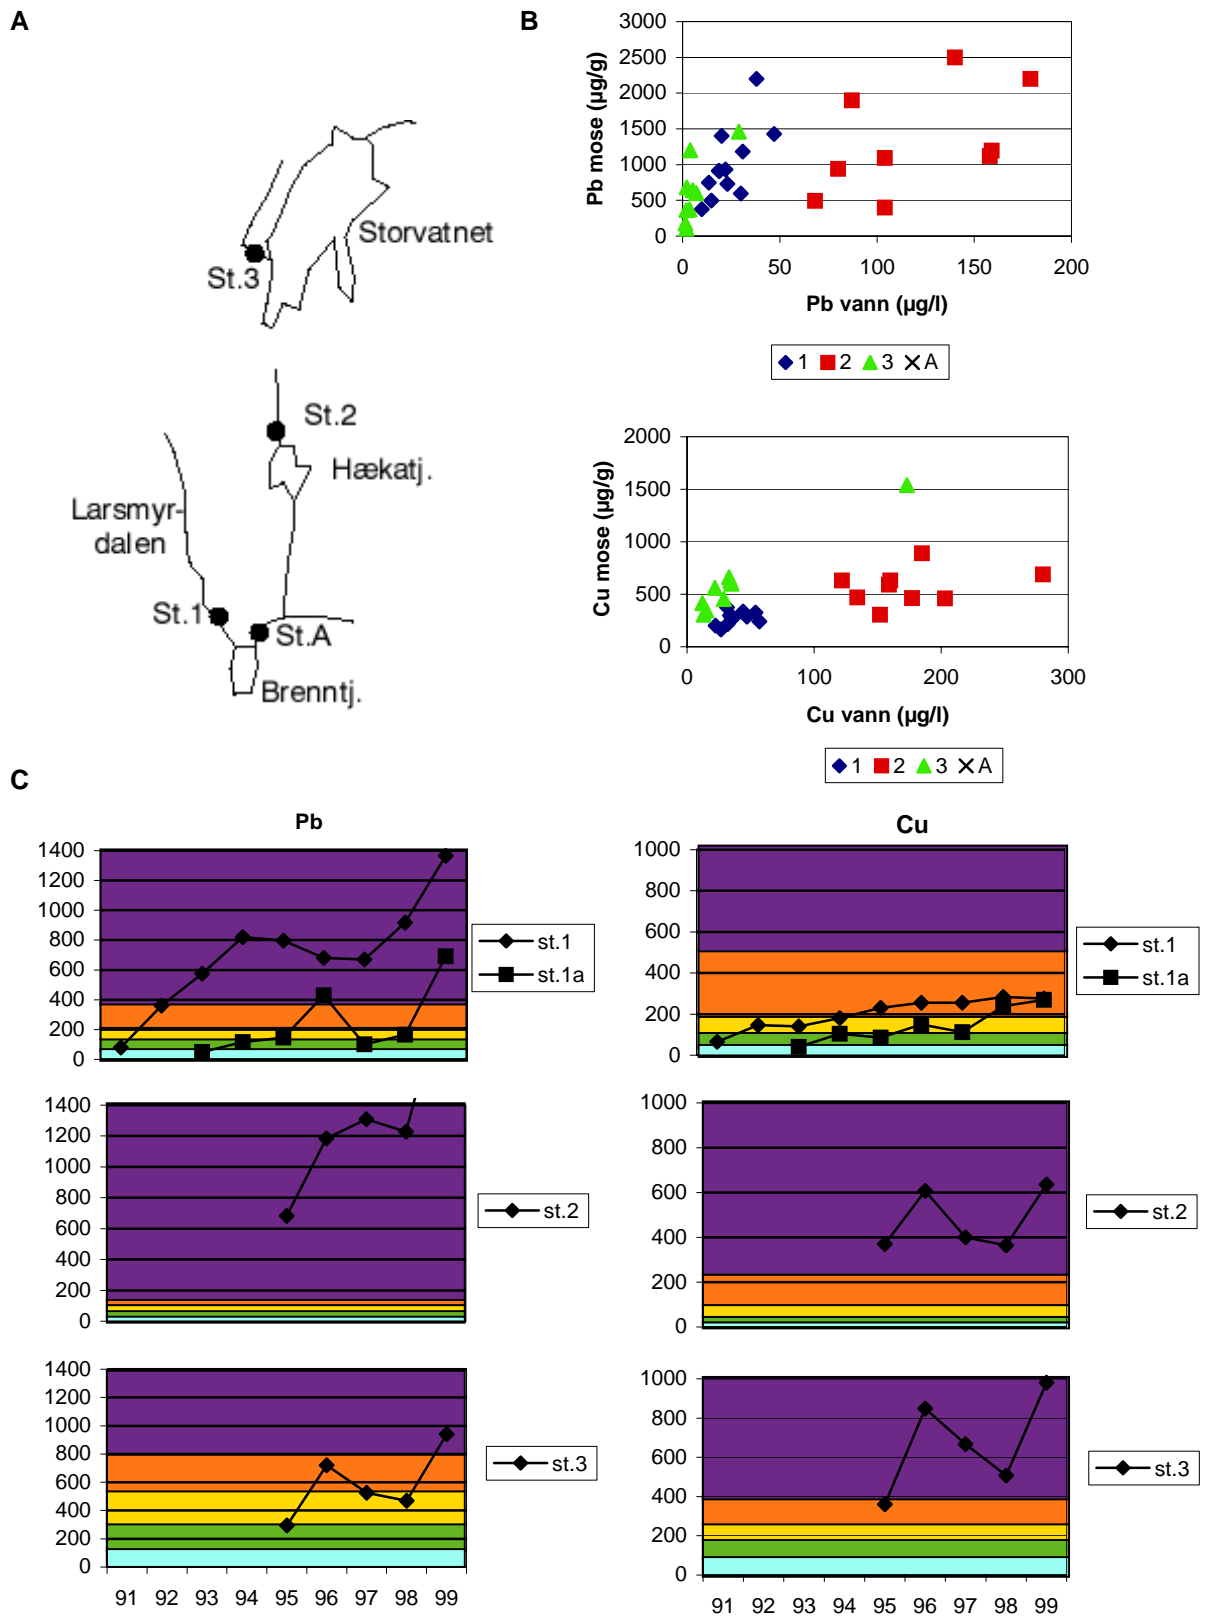 A
Storvatnet
St.3
St.2
Hækatj.
Larsmyr-
dalen
St.1
St.A
Brenntj.
B
Pb mose (µg/g)
3000
2500
2000
1500
1000
500
0
0 50 100 150 200
Pb vann (µg/l)
1 2 3 A
Cu mose (µg/g)
2000
1500
1000
500
0
0 100 200 300
Cu vann (µg/l)
1 2 3 A
C
Pb
1400
1200
1000
800
600
400
200
0
st.1
st.1a
Cu
1000
800
600
400
200
0
st.1
st.1a
1400
1200
1000
800
600
400
200
0
st.2
1000
800
600
400
200
0
st.2
1400
1200
1000
800
600
400
200
0
91 92 93 94 95 96 97 98 99
st.3
1000
800
600
400
200
0
91 92 93 94 95 96 97 98 99
st.3